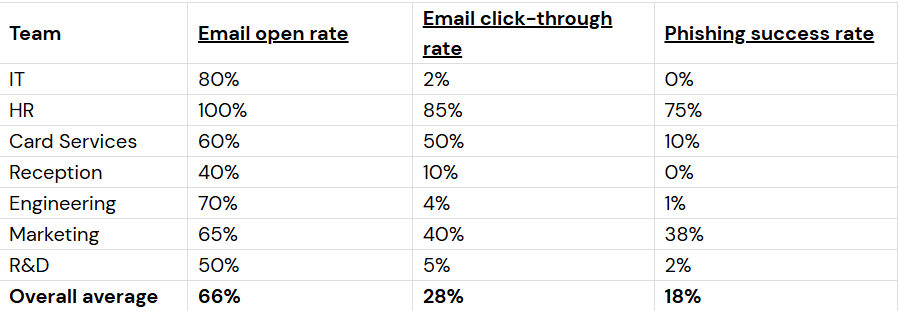 Team Email open rate Email click-through rate Phishing success rate
IT 80% 2% 0%
HR 100% 85% 75%
Card Services 60% 50% 10%
Reception 40% 10% 0%
Engineering 70% 4% 1%
Marketing 65% 40% 38%
R&D 50% 5% 2%
Overall average 66% 28% 18%